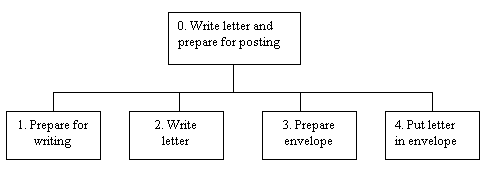 0. Write letter and
prepare for posting
1. Prepare for
writing
2. Write
letter
3. Prepare
envelope
4. Put letter
in envelope